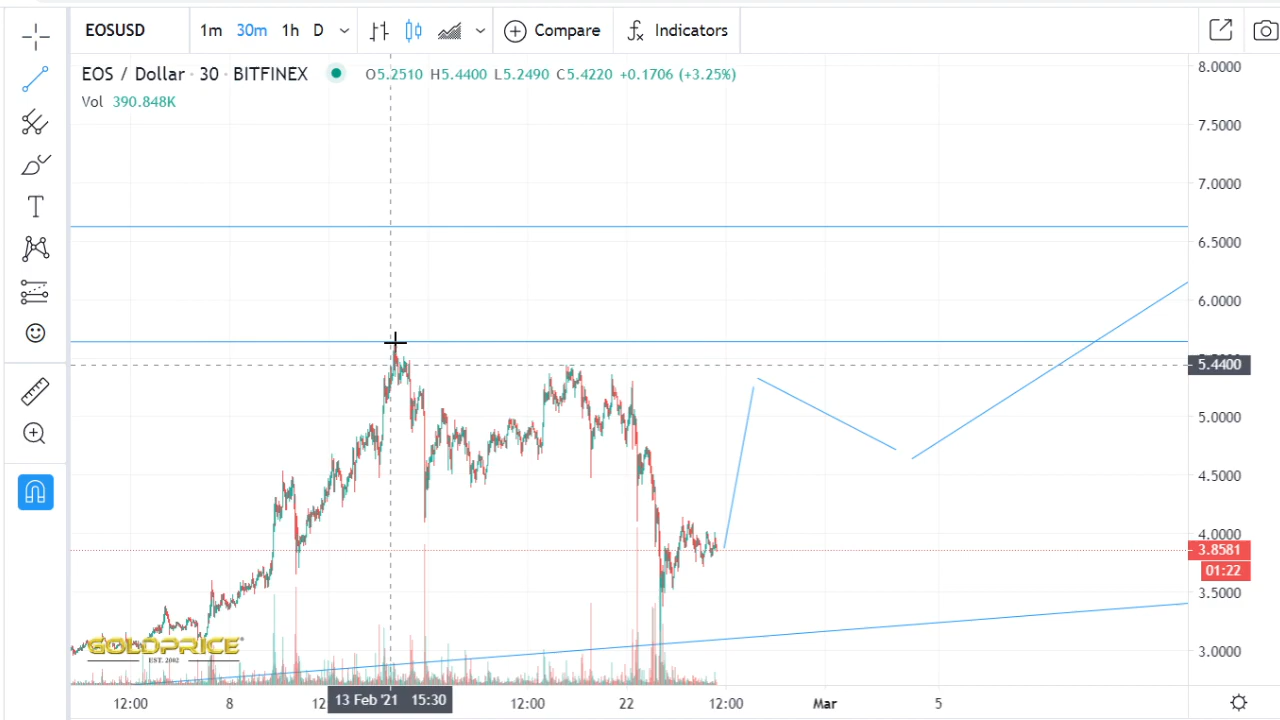 EOSUSD
1m 30m 1h D
Compare
Indicators
EOS / Dollar · 30 · BITFINEX
O5.2510 H5.4400 L5.2490 C5.4220 +0.1706 (+3.25%)
Vol 390.848K
8.0000
7.5000
7.0000
6.5000
6.0000
5.4400
5.0000
4.5000
4.0000
3.8581
01:22
3.5000
3.0000
GOLDPRICE
EST. 2002
12:00
8
12
13 Feb '21 15:30
12:00
22
12:00
Mar
5